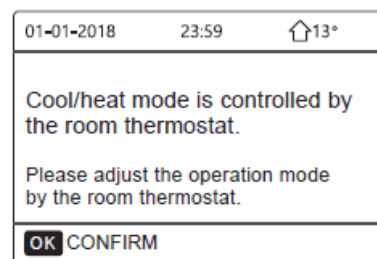 01-01-2018 23:59 13°
Cool/heat mode is controlled by
the room thermostat.
Please adjust the operation mode
by the room thermostat.
OK CONFIRM